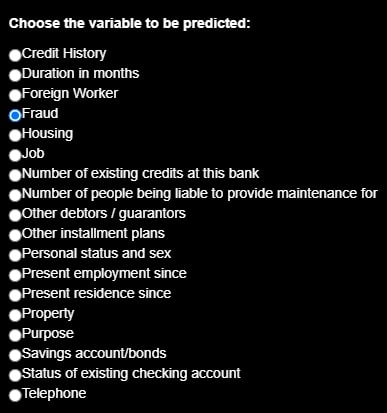 Choose the variable to be predicted:
Credit History
Duration in months
Foreign Worker
Fraud
Housing
Job
Number of existing credits at this bank
Number of people being liable to provide maintenance for
Other debtors / guarantors
Other installment plans
Personal status and sex
Present employment since
Present residence since
Property
Purpose
Savings account/bonds
Status of existing checking account
Telephone